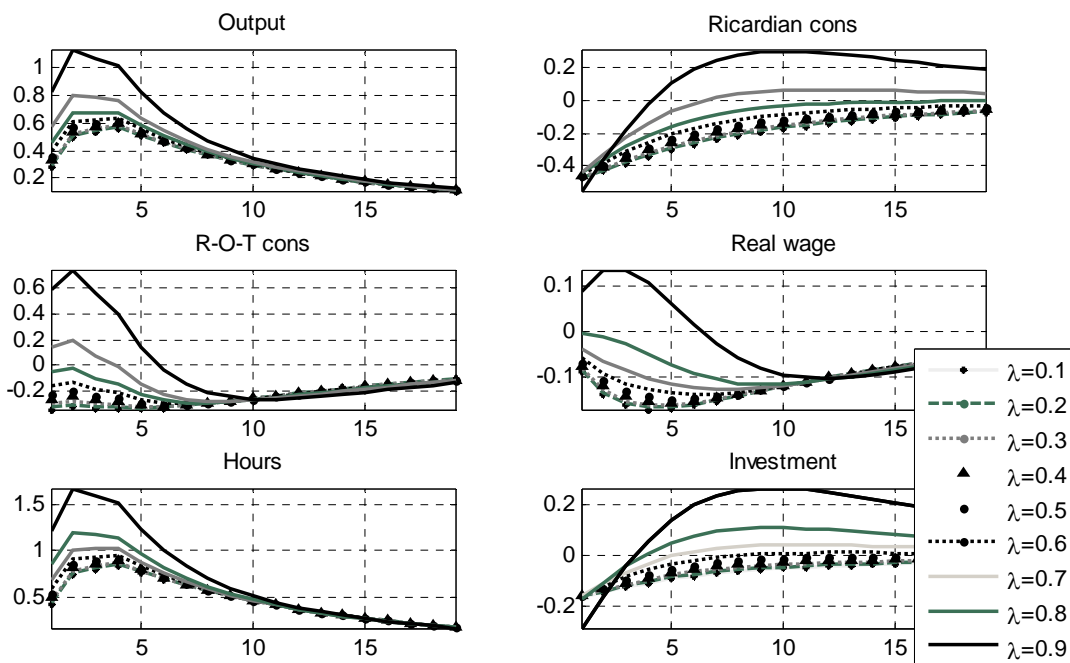 Output
1
0.8
0.6
0.4
0.2
5
10
15
Ricardian cons
0.2
0
-0.2
-0.4
5
10
15
R-O-T cons
0.6
0.4
0.2
0
-0.2
5
10
15
Real wage
0.1
0
-0.1
5
10
15
Hours
1.5
1
0.5
5
10
15
Investment
0.2
0
-0.2
5
10
15
λ=0.1
λ=0.2
λ=0.3
λ=0.4
λ=0.5
λ=0.6
λ=0.7
λ=0.8
λ=0.9